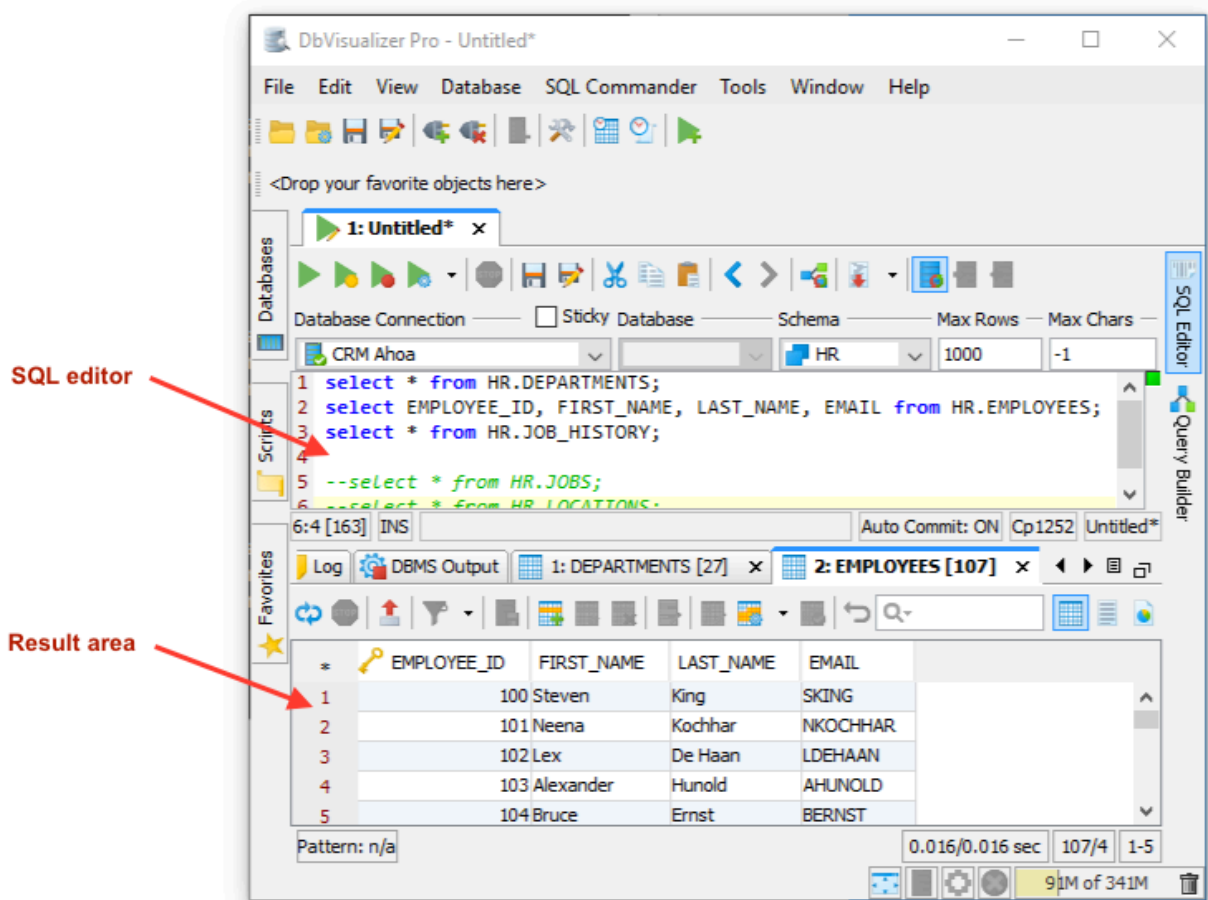 DbVisualizer Pro - Untitled*
File Edit View Database SQL Commander Tools Window Help
<Drop your favorite objects here>
1: Untitled*
Databases
SQL Editor
Database Connection Sticky Database Schema Max Rows Max Chars
CRM Ahoa HR 1000 -1
SQL editor
1 select * from HR.DEPARTMENTS;
2 select EMPLOYEE_ID, FIRST_NAME, LAST_NAME, EMAIL from HR.EMPLOYEES;
3 select * from HR.JOB_HISTORY;
4
5 --select * from HR.JOBS;
6 --select * from HR.LOCATIONS;
Scripts
Query Builder
6:4 [163] INS Auto Commit: ON Cp1252 Untitled*
Log DBMS Output 1: DEPARTMENTS [27] 2: EMPLOYEES [107]
Favorites
Result area
* EMPLOYEE_ID FIRST_NAME LAST_NAME EMAIL
1 100 Steven King SKING
2 101 Neena Kochhar NKOCHHAR
3 102 Lex De Haan LDEHAAN
4 103 Alexander Hunold AHUNOLD
5 104 Bruce Ernst BERNST
Pattern: n/a 0.016/0.016 sec 107/4 1-5
91M of 341M